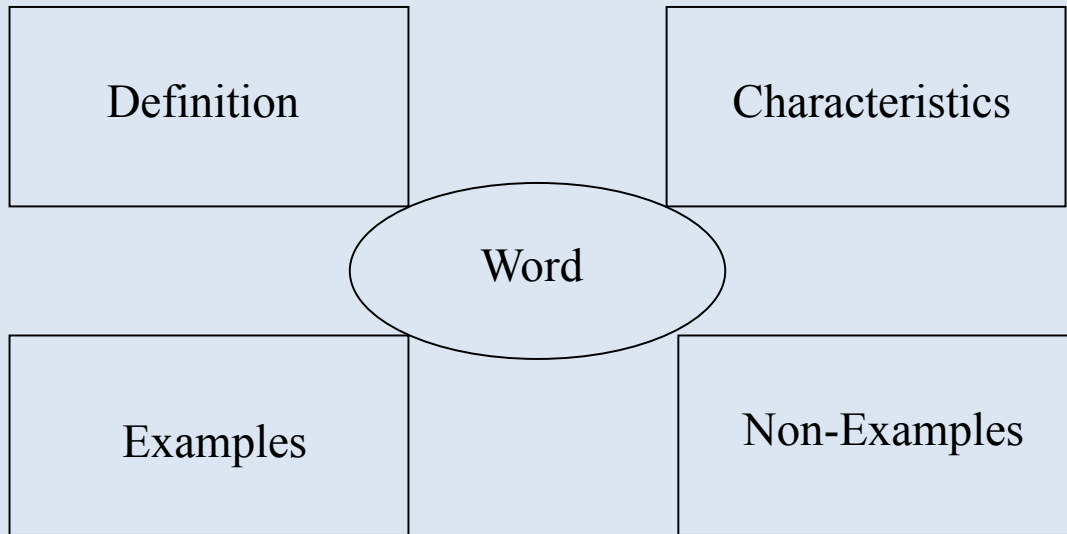 Definition
Characteristics
Word
Examples
Non-Examples